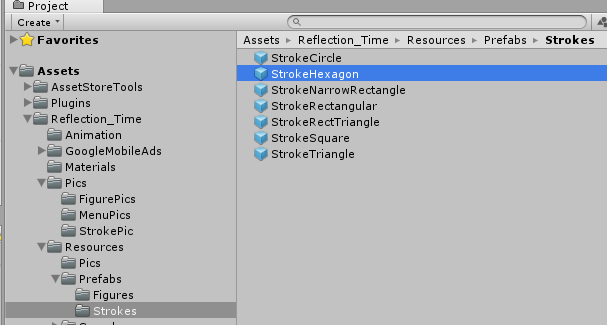 Project
Create
Favorites
Assets
AssetStoreTools
Plugins
Reflection_Time
Animation
GoogleMobileAds
Materials
Pics
FigurePics
MenuPics
StrokePic
Resources
Pics
Prefabs
Figures
Strokes
Assets ▸ Reflection_Time ▸ Resources ▸ Prefabs ▸ Strokes
StrokeCircle
StrokeHexagon
StrokeNarrowRectangle
StrokeRectangular
StrokeRectTriangle
StrokeSquare
StrokeTriangle